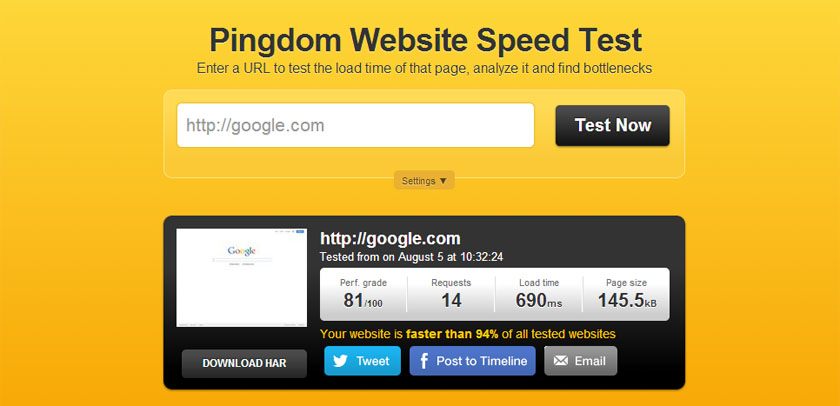 Pingdom Website Speed Test
Enter a URL to test the load time of that page, analyze it and find bottlenecks
http://google.com
Test Now
Settings ▼
Google
http://google.com
Tested from on August 5 at 10:32:24
Perf. grade
81/100
Requests
14
Load time
690ms
Page size
145.5kB
Your website is faster than 94% of all tested websites
DOWNLOAD HAR
Tweet
Post to Timeline
Email